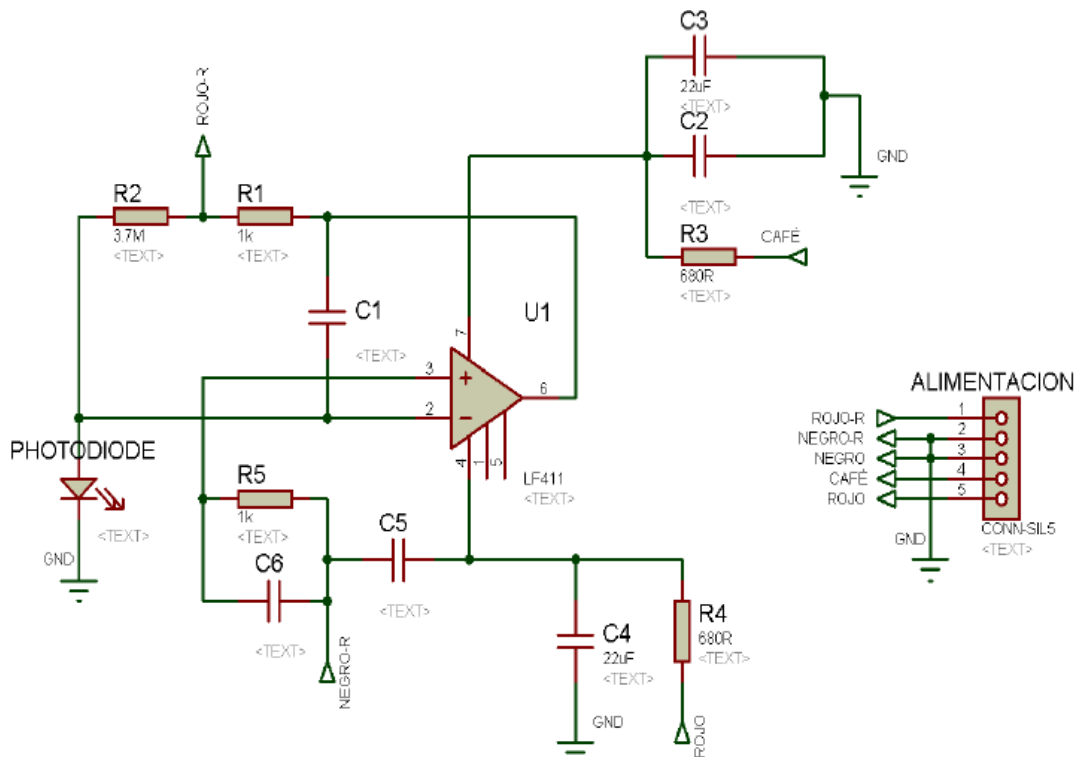 C3
22uF
<TEXT>
C2
<TEXT>
GND
ROJO-R
R2
3.7M
<TEXT>
R1
1k
<TEXT>
R3
680R
<TEXT>
CAFÉ
C1
<TEXT>
U1
7
3
2
6
4
1
5
LF411
<TEXT>
ALIMENTACION
ROJO-R
1
NEGRO-R
2
NEGRO
3
CAFÉ
4
ROJO
5
GND
CONN-SIL5
<TEXT>
PHOTODIODE
<TEXT>
GND
R5
1k
<TEXT>
C6
<TEXT>
C5
<TEXT>
NEGRO-R
C4
22uF
<TEXT>
GND
R4
680R
<TEXT>
ROJO